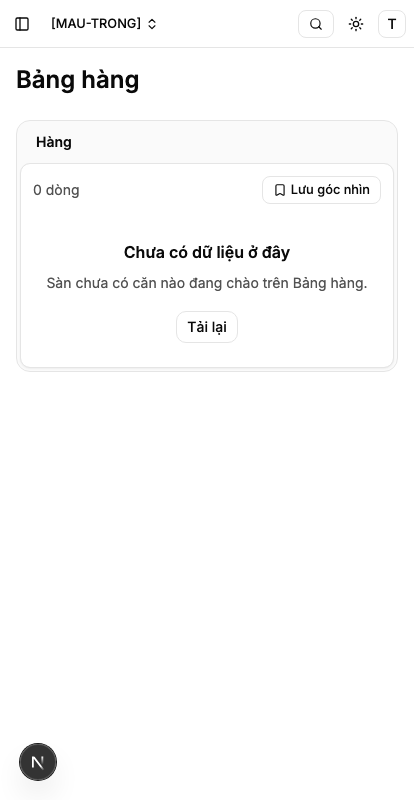 [MAU-TRONG]
T
Bảng hàng
Hàng
0 dòng
Lưu góc nhìn
Chưa có dữ liệu ở đây
Sàn chưa có căn nào đang chào trên Bảng hàng.
Tải lại
N